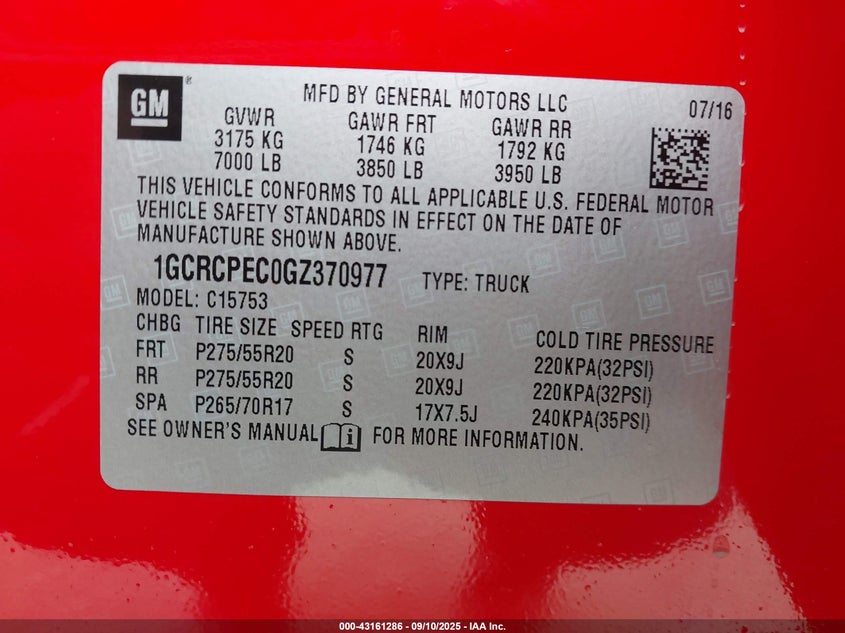 GM
MFD BY GENERAL MOTORS LLC
07/16
GVWR GAWR FRT GAWR RR
3175 KG 1746 KG 1792 KG
7000 LB 3850 LB 3950 LB
THIS VEHICLE CONFORMS TO ALL APPLICABLE U.S. FEDERAL MOTOR
VEHICLE SAFETY STANDARDS IN EFFECT ON THE DATE OF
MANUFACTURE SHOWN ABOVE.
1GCRCPEC0GZ370977 TYPE: TRUCK
MODEL: C15753
CHBG TIRE SIZE SPEED RTG RIM COLD TIRE PRESSURE
FRT P275/55R20 S 20X9J 220KPA(32PSI)
RR P275/55R20 S 20X9J 220KPA(32PSI)
SPA P265/70R17 S 17X7.5J 240KPA(35PSI)
SEE OWNER'S MANUAL i FOR MORE INFORMATION.
000-43161286 - 09/10/2025 - IAA Inc.